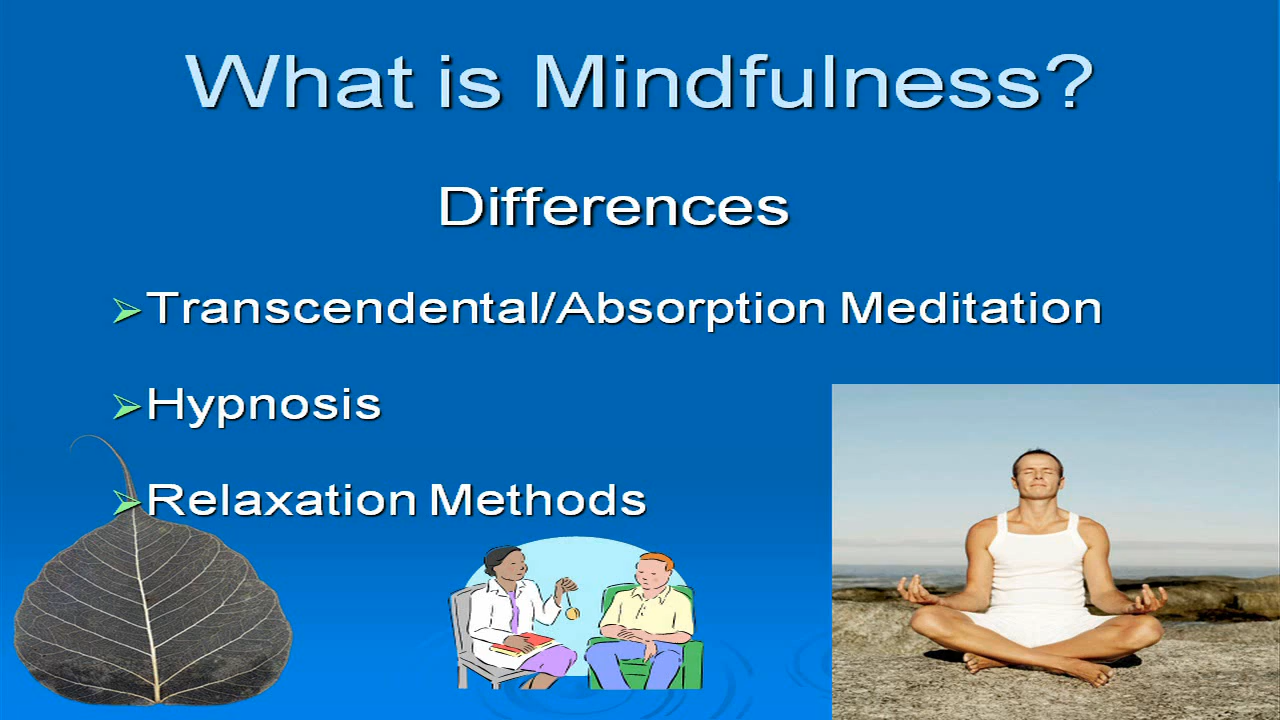 What is Mindfulness?
Differences
➢Transcendental/Absorption Meditation
➢Hypnosis
➢Relaxation Methods